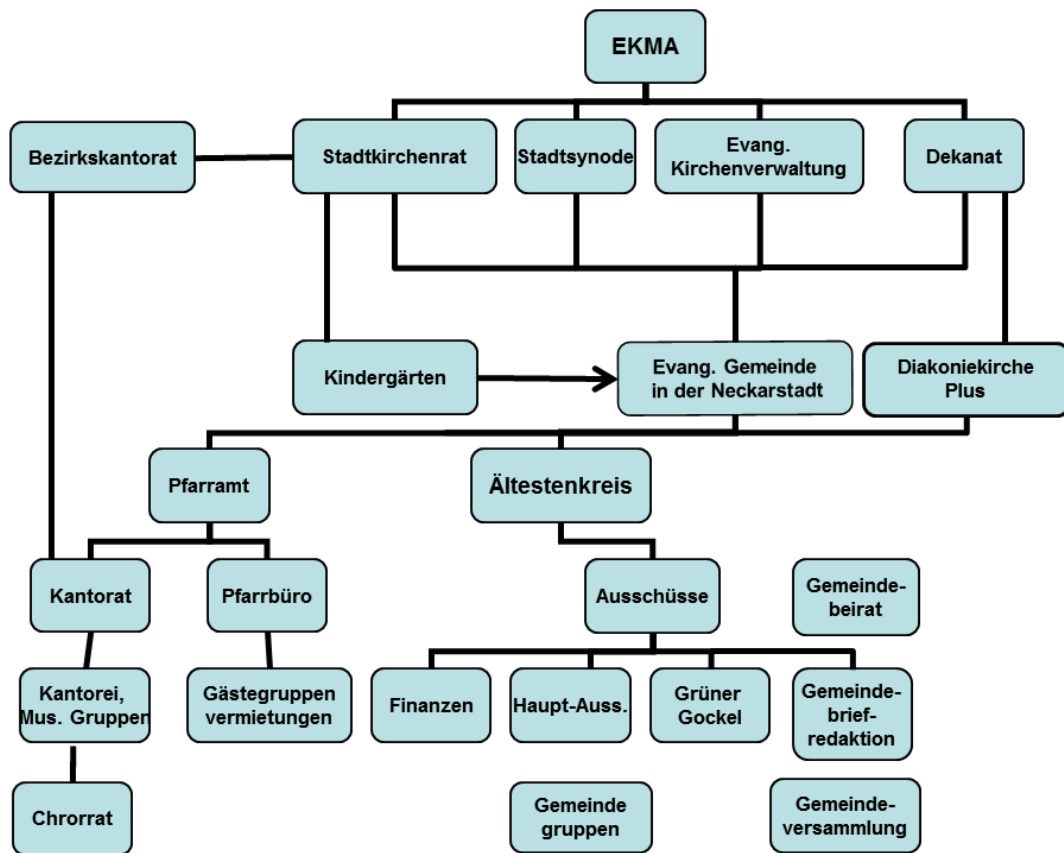 EKMA
Bezirkskantorat
Stadtkirchenrat
Stadtsynode
Evang.
Kirchenverwaltung
Dekanat
Kindergärten
Evang. Gemeinde
in der Neckarstadt
Diakoniekirche
Plus
Pfarramt
Ältestenkreis
Kantorat
Pfarrbüro
Ausschüsse
Gemeinde-
beirat
Kantorei,
Mus. Gruppen
Gästegruppen
vermietungen
Finanzen
Haupt-Auss.
Grüner
Gockel
Gemeinde-
brief-
redaktion
Chrorrat
Gemeinde
gruppen
Gemeinde-
versammlung